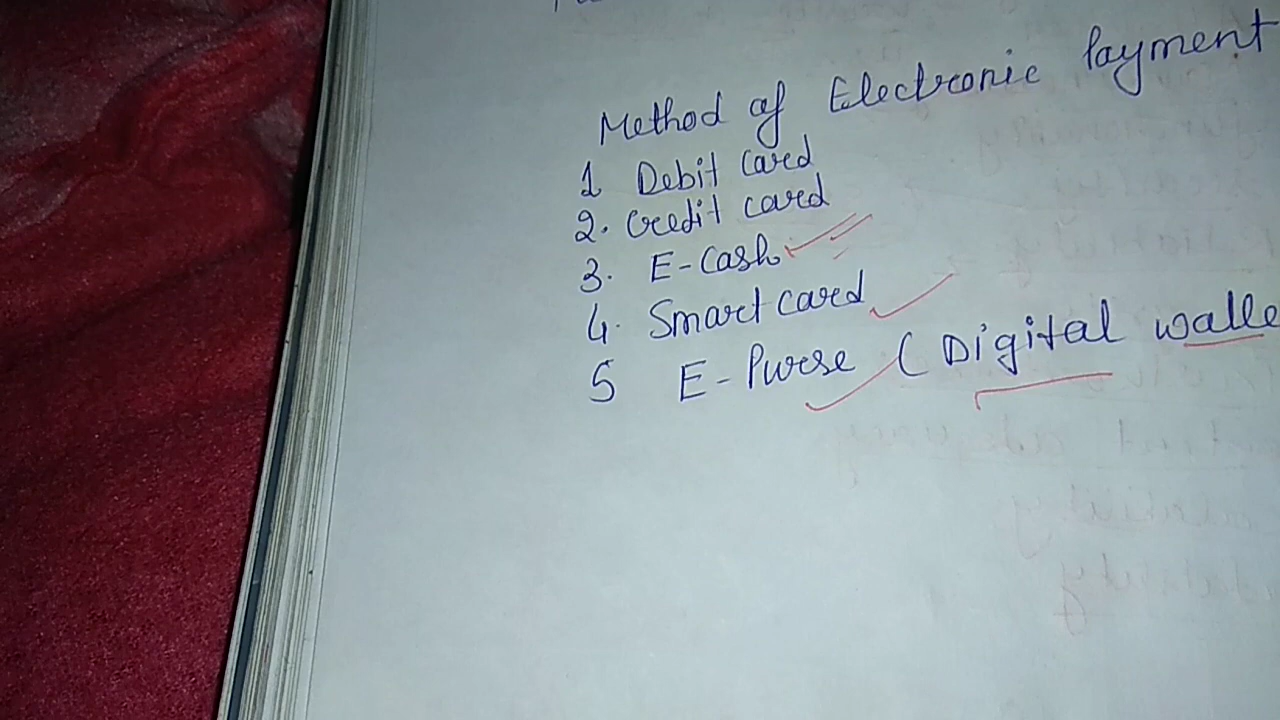 Method of Electronic Payment
1 Debit Card
2. Credit card
3. E-Cash
4. Smart card
5 E-Purse (Digital walle